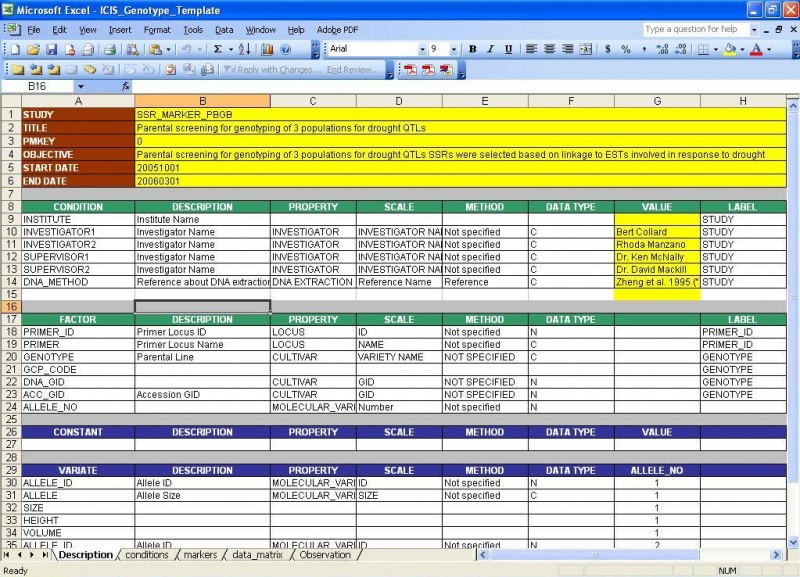 Microsoft Excel - ICIS_Genotype_Template
File Edit View Insert Format Tools Data Window Help Adobe PDF Type a question for help
Arial 9 B I U $ % ,
Reply with Changes... End Review...
B16 fx
A B C D E F G H
1 STUDY SSR_MARKER_PBGB
2 TITLE Parental screening for genotyping of 3 populations for drought QTLs
3 PMKEY 0
4 OBJECTIVE Parental screening for genotyping of 3 populations for drought QTLs SSRs were selected based on linkage to ESTs involved in response to drought
5 START DATE 20051001
6 END DATE 20060301
7
8 CONDITION DESCRIPTION PROPERTY SCALE METHOD DATA TYPE VALUE LABEL
9 INSTITUTE Institute Name STUDY
10 INVESTIGATOR1 Investigator Name INVESTIGATOR INVESTIGATOR NA Not specified C Bert Collard STUDY
11 INVESTIGATOR2 Investigator Name INVESTIGATOR INVESTIGATOR NA Not specified C Rhoda Manzano STUDY
12 SUPERVISOR1 Investigator Name INVESTIGATOR INVESTIGATOR NA Not specified C Dr. Ken McNally STUDY
13 SUPERVISOR2 Investigator Name INVESTIGATOR INVESTIGATOR NA Not specified C Dr. David Mackill STUDY
14 DNA_METHOD Reference about DNA extraction DNA EXTRACTION Reference Name Reference C Zheng et al. 1995 (" STUDY
15
16
17 FACTOR DESCRIPTION PROPERTY SCALE METHOD DATA TYPE LABEL
18 PRIMER_ID Primer Locus ID LOCUS ID Not specified N PRIMER_ID
19 PRIMER Primer Locus Name LOCUS NAME Not specified C PRIMER_ID
20 GENOTYPE Parental Line CULTIVAR VARIETY NAME NOT SPECIFIED C GENOTYPE
21 GCP_CODE GENOTYPE
22 DNA_GID CULTIVAR GID NOT SPECIFIED N GENOTYPE
23 ACC_GID Accession GID CULTIVAR GID NOT SPECIFIED N GENOTYPE
24 ALLELE_NO MOLECULAR_VARI Number Not specified N
25
26 CONSTANT DESCRIPTION PROPERTY SCALE METHOD DATA TYPE VALUE
27
28
29 VARIATE DESCRIPTION PROPERTY SCALE METHOD DATA TYPE ALLELE_NO
30 ALLELE_ID Allele ID MOLECULAR_VARI ID Not specified N 1
31 ALLELE Allele Size MOLECULAR_VARI SIZE Not specified C 1
32 SIZE 1
33 HEIGHT 1
34 VOLUME 1
35 ALLELE_ID Allele ID MOLECULAR_VARI ID Not specified N 2
Description conditions markers data_matrix Observation
Ready NUM